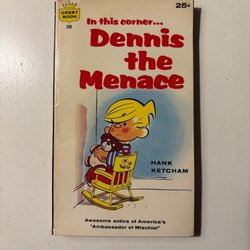 In this corner...
25¢
CREST
BOOK
Dennis
the
Menace
HANK
KETCHAM
Awesome antics of America's
"Ambassador of Mischief"